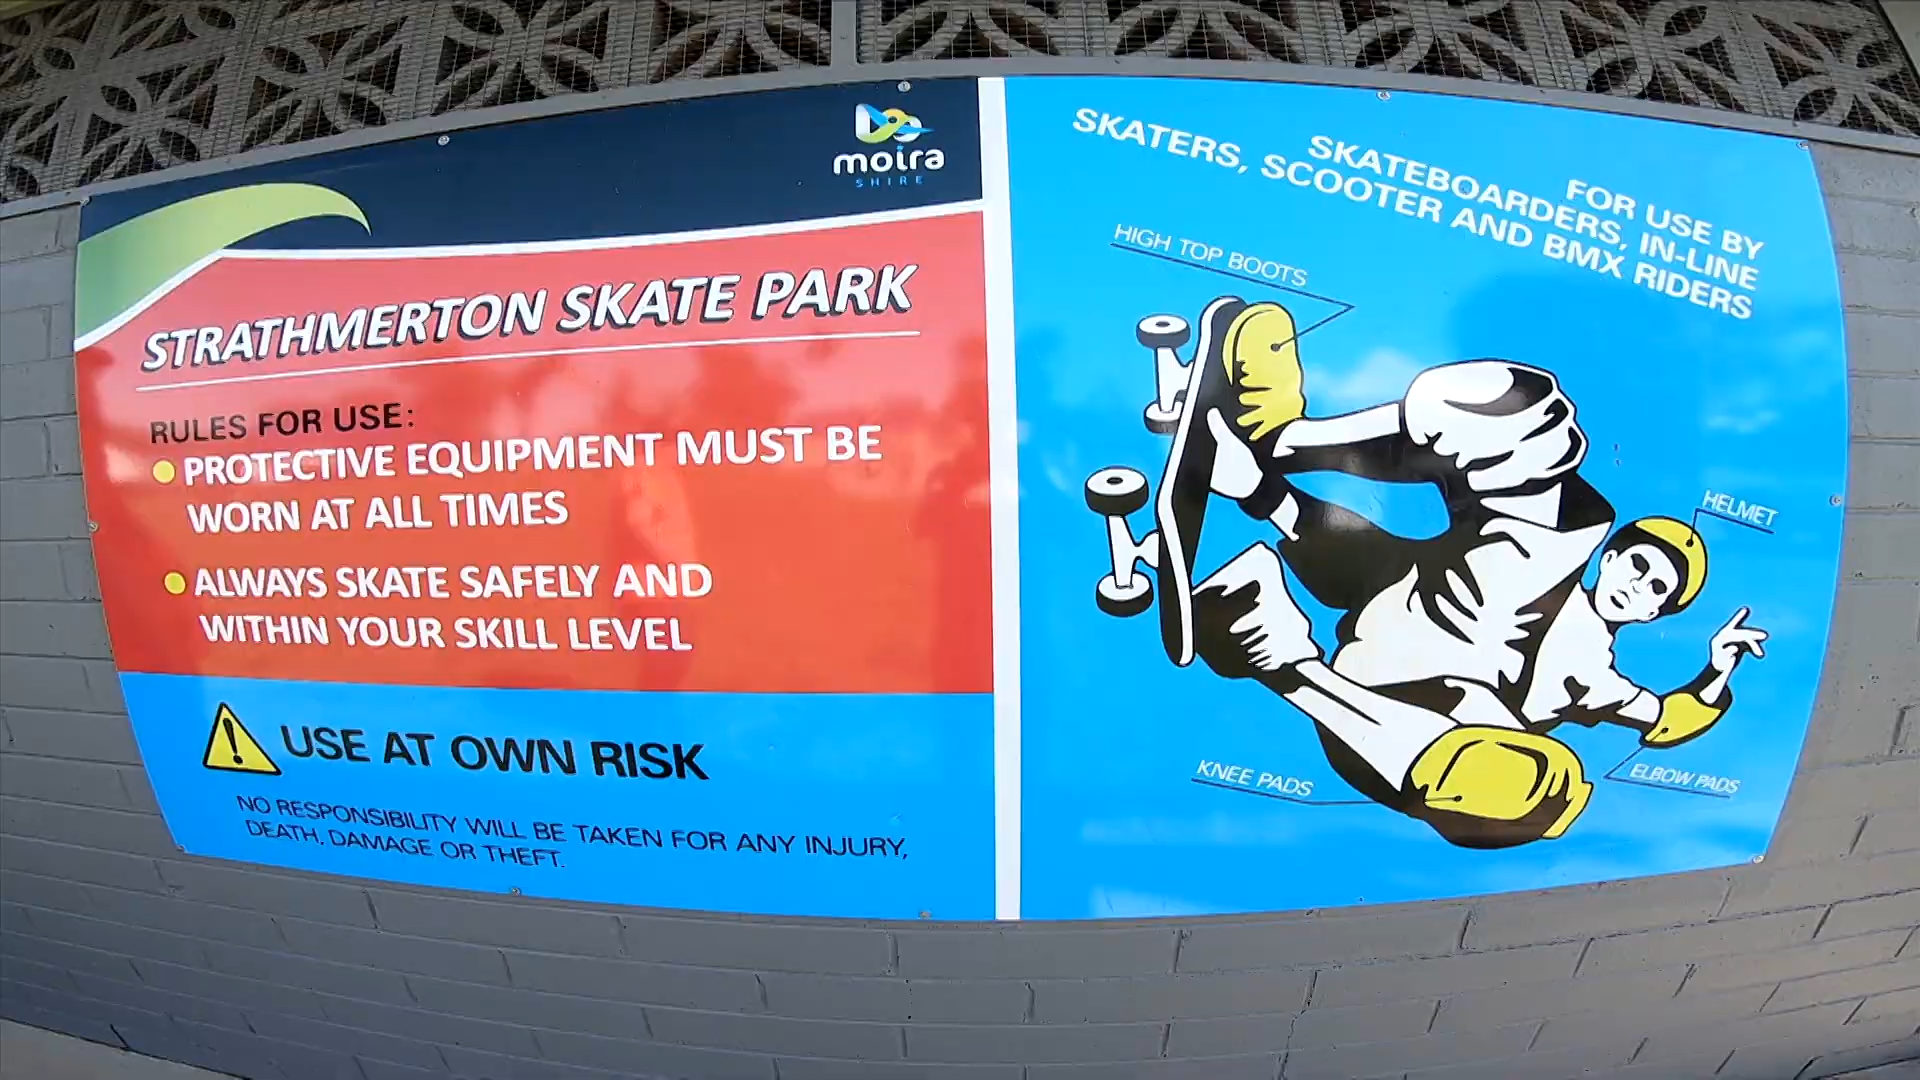 moira
SHIRE
STRATHMERTON SKATE PARK
RULES FOR USE:
PROTECTIVE EQUIPMENT MUST BE
WORN AT ALL TIMES
ALWAYS SKATE SAFELY AND
WITHIN YOUR SKILL LEVEL
USE AT OWN RISK
NO RESPONSIBILITY WILL BE TAKEN FOR ANY INJURY,
DEATH, DAMAGE OR THEFT.
FOR USE BY
SKATEBOARDERS, IN-LINE
SKATERS, SCOOTER AND BMX RIDERS
HIGH TOP BOOTS
HELMET
ELBOW PADS
KNEE PADS